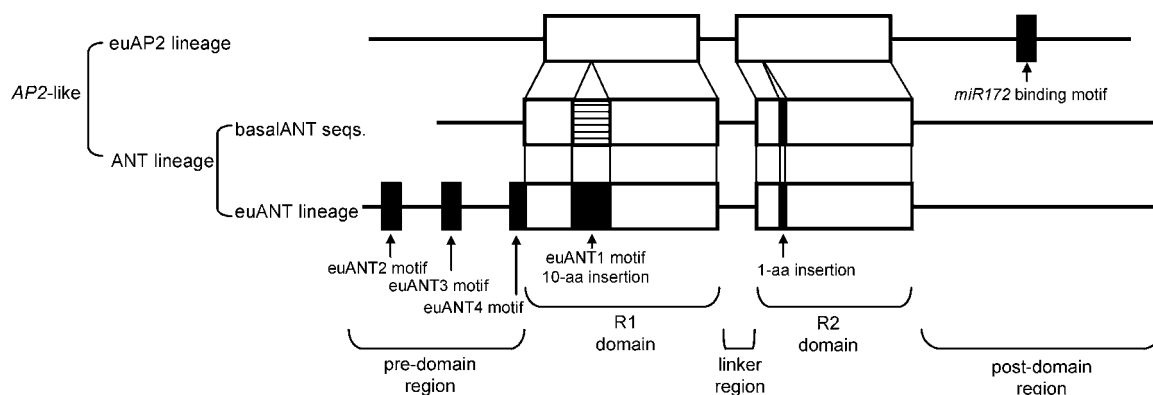 euAP2 lineage
AP2-like
miR172 binding motif
basalANT seqs.
ANT lineage
euANT lineage
euANT2 motif
euANT3 motif
euANT4 motif
euANT1 motif
10-aa insertion
1-aa insertion
R1
domain
R2
domain
pre-domain
region
linker
region
post-domain
region